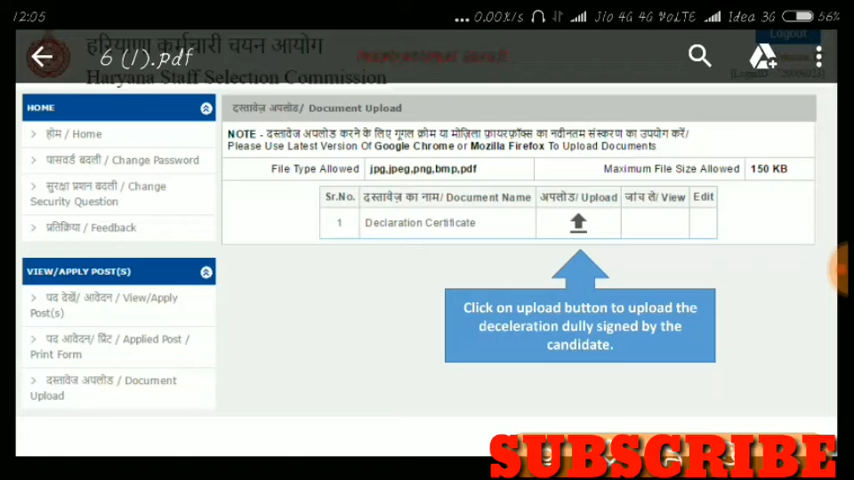 12:05
... 0.00K/s Jio 4G 4G VoLTE Idea 3G 56%
6 (1).pdf
हरियाणा कर्मचारी चयन आयोग
Haryana Staff Selection Commission
Logout
HOME
> होम / Home
> पासवर्ड बदली / Change Password
> सुरक्षा प्रशन बदली / Change
Security Question
> प्रतिक्रिया / Feedback
VIEW/APPLY POST(S)
> पद देखें/ आवेदन / View/Apply
Post(s)
> पद आवेदन/ प्रिंट / Applied Post /
Print Form
> दस्तावेज अपलोड / Document
Upload
दस्तावेज़ अपलोड/ Document Upload
NOTE - दस्तावेज़ अपलोड करने के लिए गूगल क्रोम या मोज़िला फ़ायरफ़ॉक्स का नवीनतम संस्करण का उपयोग करें/
Please Use Latest Version Of Google Chrome or Mozilla Firefox To Upload Documents
File Type Allowed jpg,jpeg,png,bmp,pdf Maximum File Size Allowed 150 KB
Sr.No. दस्तावेज़ का नाम/ Document Name अपलोड/ Upload जांच ले/ View Edit
1 Declaration Certificate
Click on upload button to upload the
deceleration dully signed by the
candidate.
SUBSCRIBE